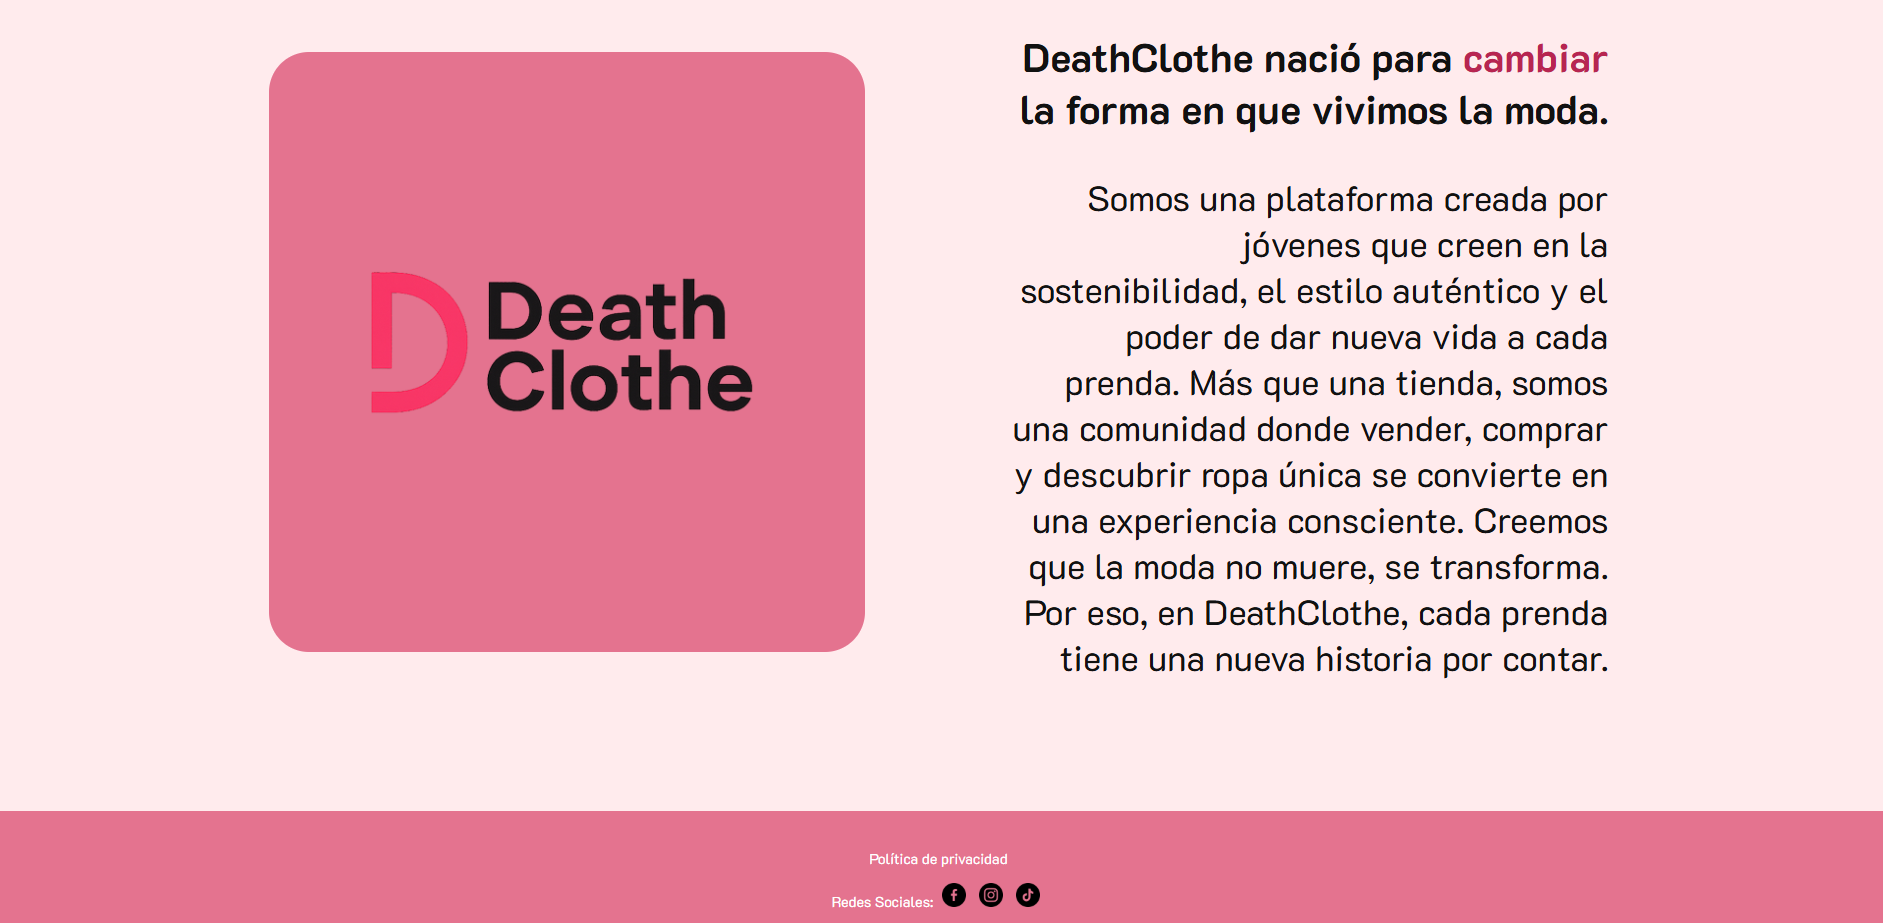 Death
Clothe
DeathClothe nació para cambiar
la forma en que vivimos la moda.
Somos una plataforma creada por
jóvenes que creen en la
sostenibilidad, el estilo auténtico y el
poder de dar nueva vida a cada
prenda. Más que una tienda, somos
una comunidad donde vender, comprar
y descubrir ropa única se convierte en
una experiencia consciente. Creemos
que la moda no muere, se transforma.
Por eso, en DeathClothe, cada prenda
tiene una nueva historia por contar.
Política de privacidad
Redes Sociales: